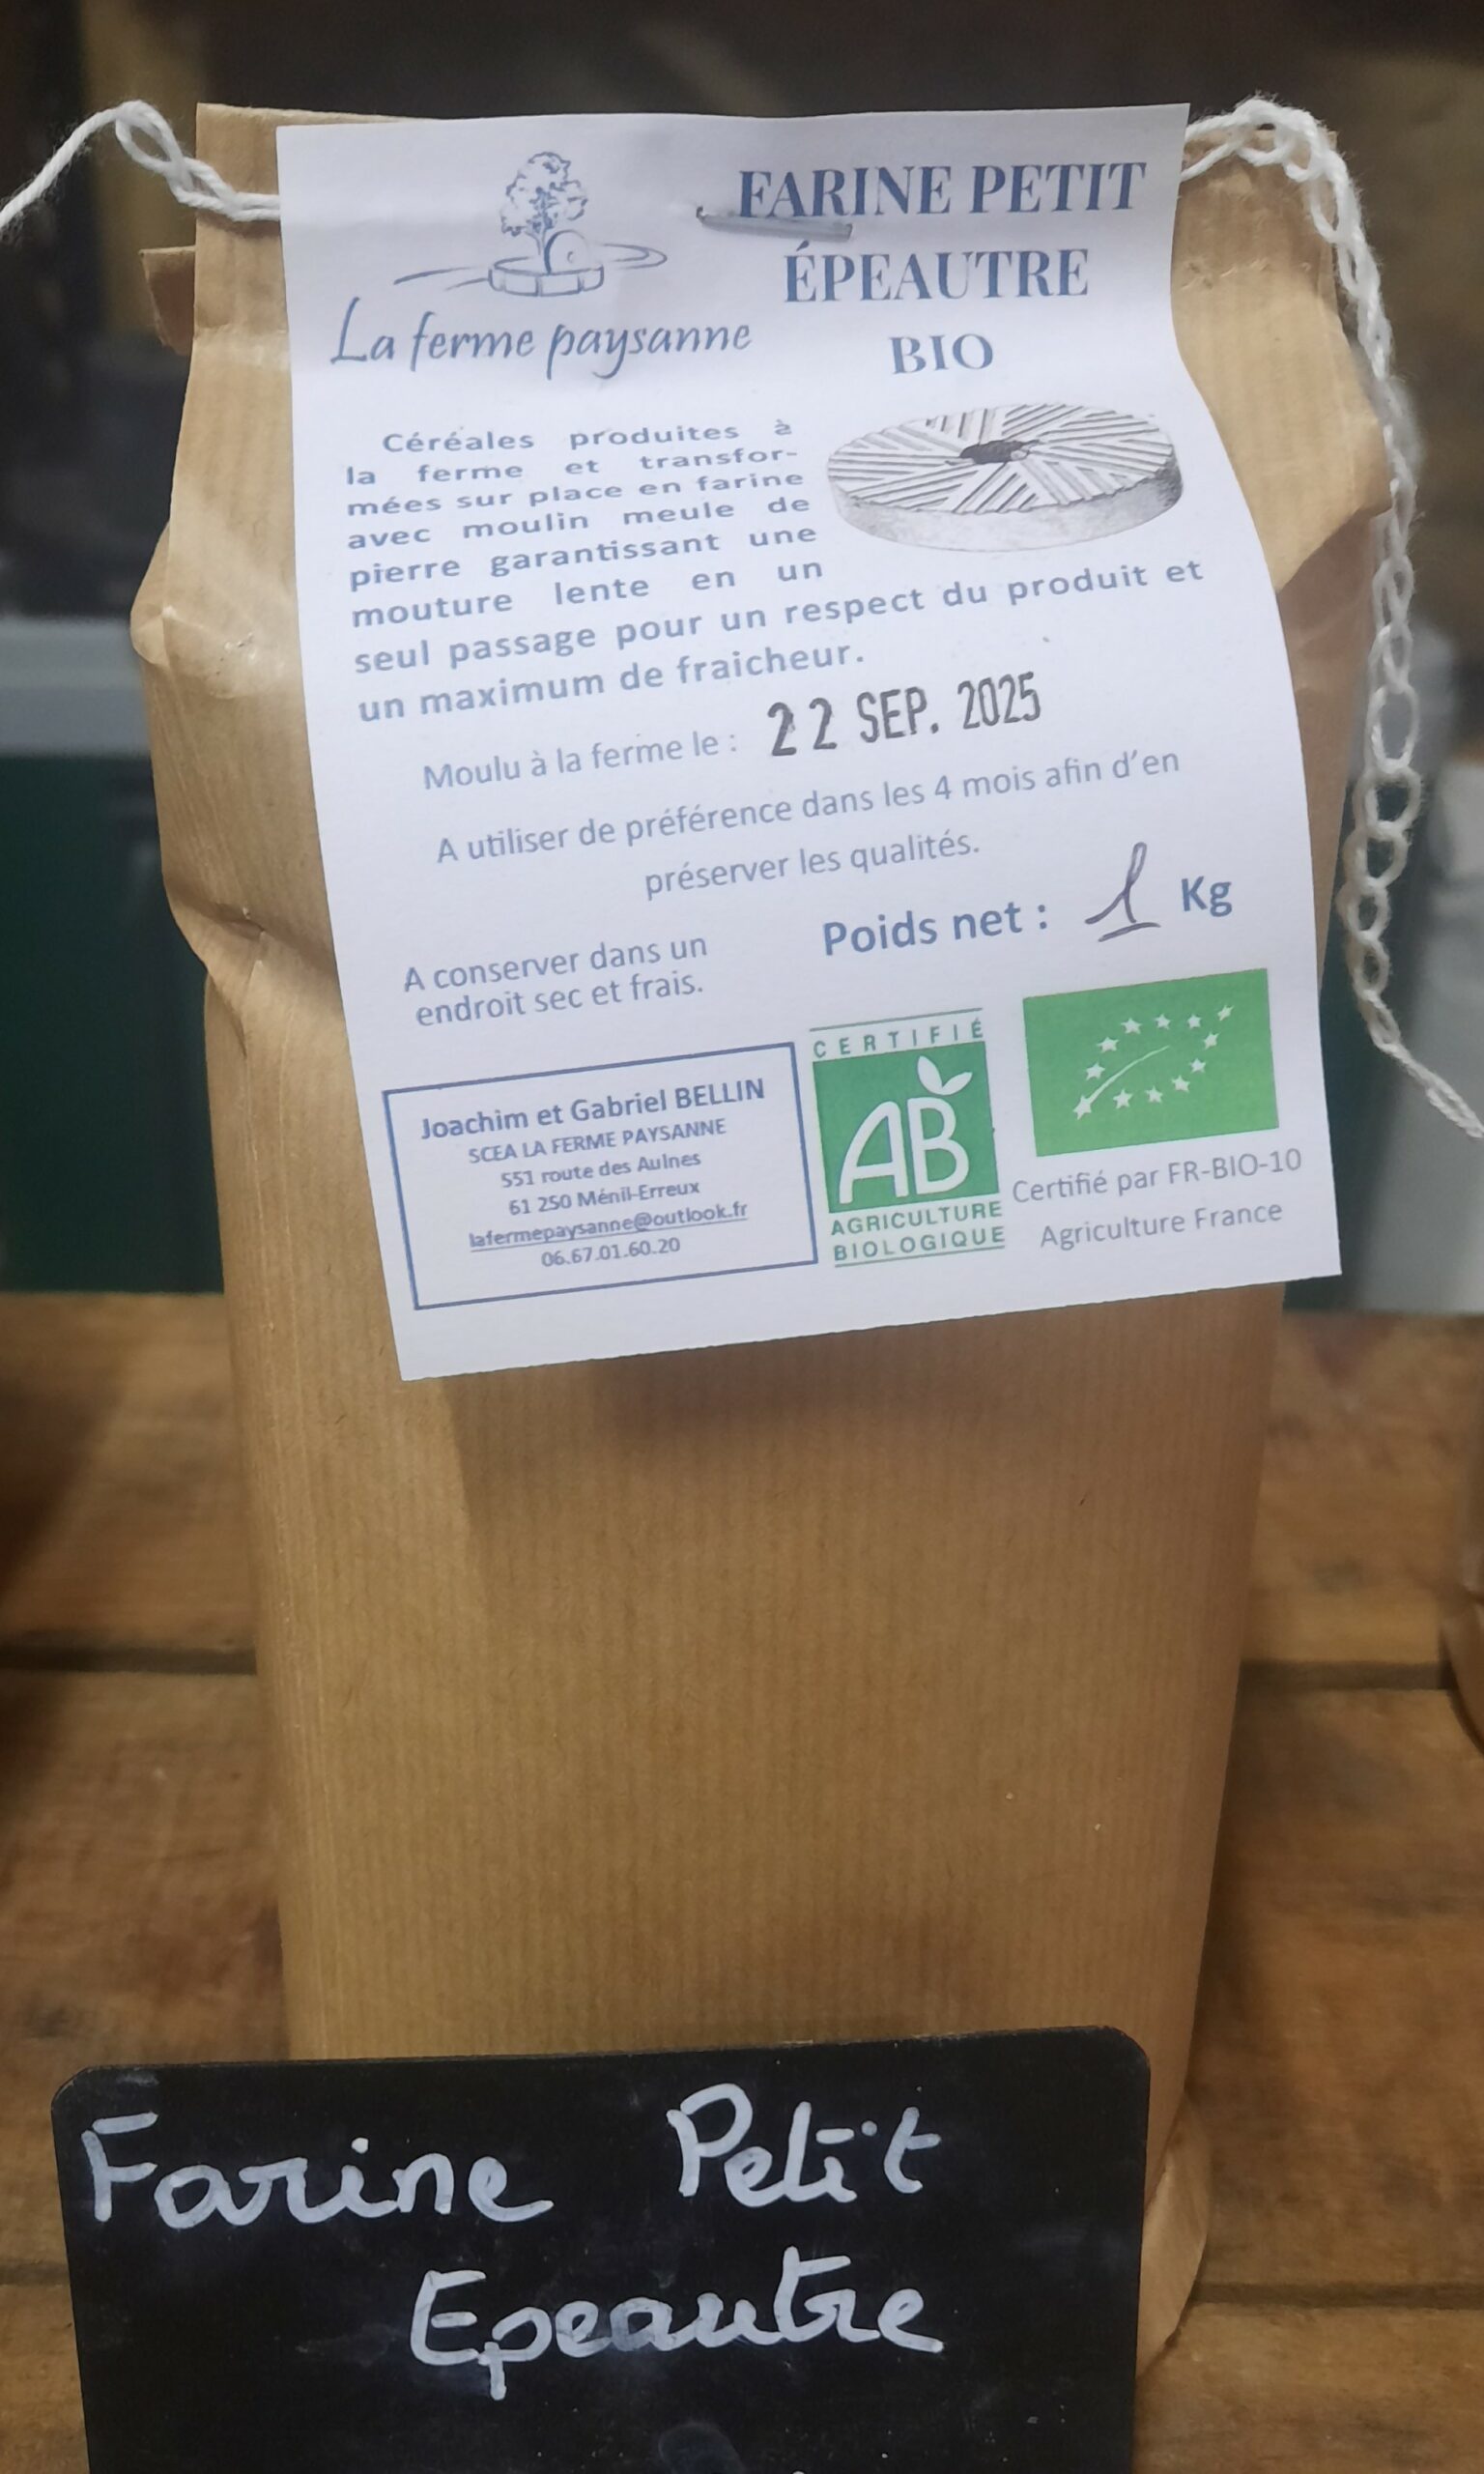 La ferme paysanne
FARINE PETIT
ÉPEAUTRE
BIO
Céréales produites à
la ferme et transfor-
mées sur place en farine
avec moulin meule de
pierre garantissant une
mouture lente en un
seul passage pour un respect du produit et
un maximum de fraicheur.
Moulu à la ferme le : 22 SEP. 2025
A utiliser de préférence dans les 4 mois afin d'en
préserver les qualités.
Poids net : 1 Kg
A conserver dans un
endroit sec et frais.
Joachim et Gabriel BELLIN
SCEA LA FERME PAYSANNE
551 route des Aulnes
61 250 Ménil-Erreux
lafermepaysanne@outlook.fr
06.67.01.60.20
CERTIFIÉ
AB
AGRICULTURE
BIOLOGIQUE
Certifié par FR-BIO-10
Agriculture France
Farine Petit
Epeautre